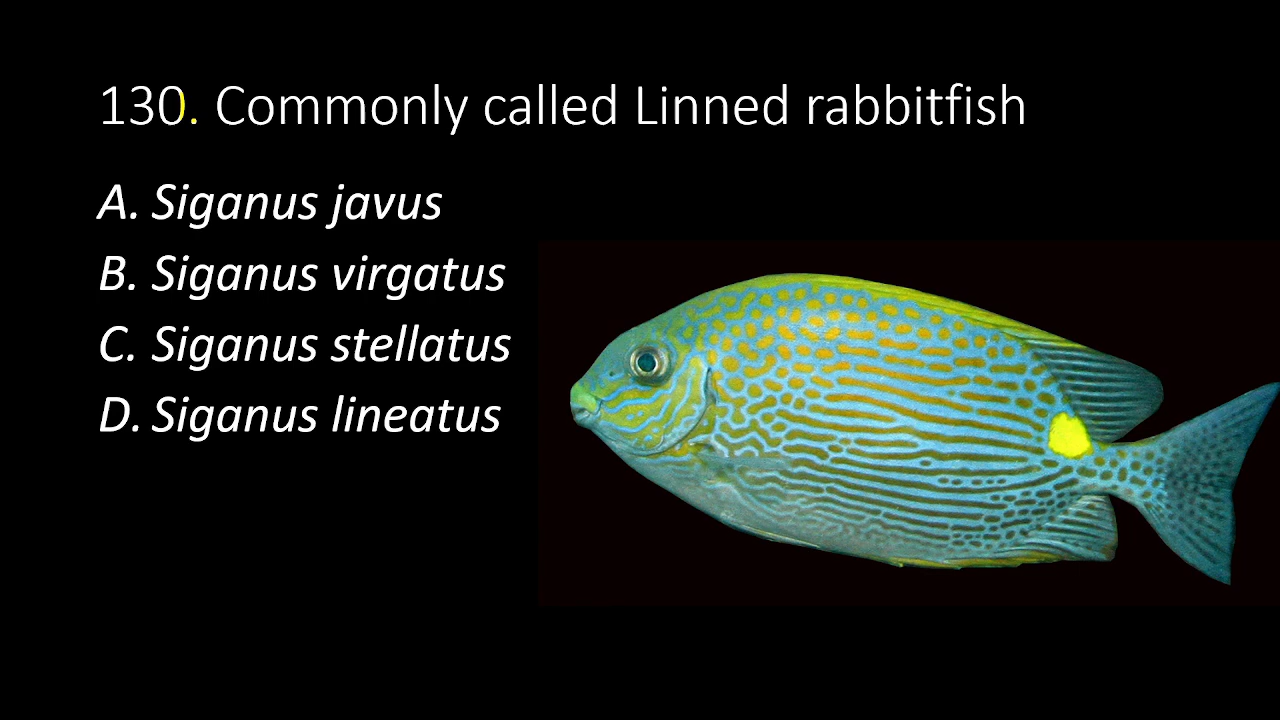 130. Commonly called Linned rabbitfish
A. Siganus javus
B. Siganus virgatus
C. Siganus stellatus
D. Siganus lineatus